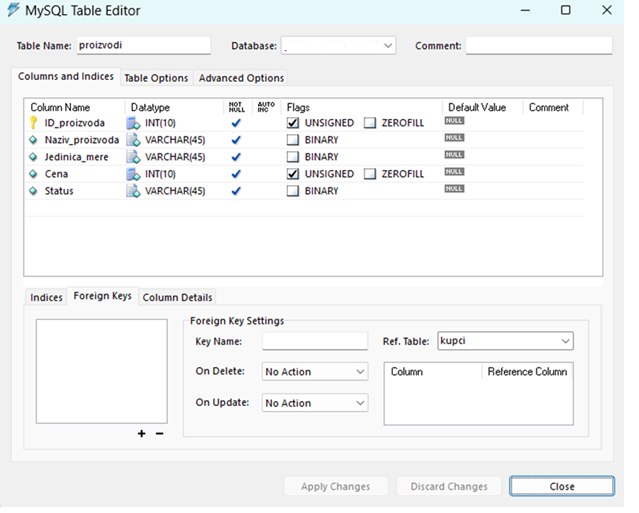 MySQL Table Editor
Table Name: proizvodi Database: Comment:
Columns and Indices Table Options Advanced Options
Column Name Datatype NOT NULL AUTO INC Flags Default Value Comment
ID_proizvoda INT(10) UNSIGNED ZEROFILL NULL
Naziv_proizvoda VARCHAR(45) BINARY NULL
Jedinica_mere VARCHAR(45) BINARY NULL
Cena INT(10) UNSIGNED ZEROFILL NULL
Status VARCHAR(45) BINARY NULL
Indices Foreign Keys Column Details
Foreign Key Settings
Key Name: Ref. Table: kupci
On Delete: No Action Column Reference Column
On Update: No Action
Apply Changes Discard Changes Close